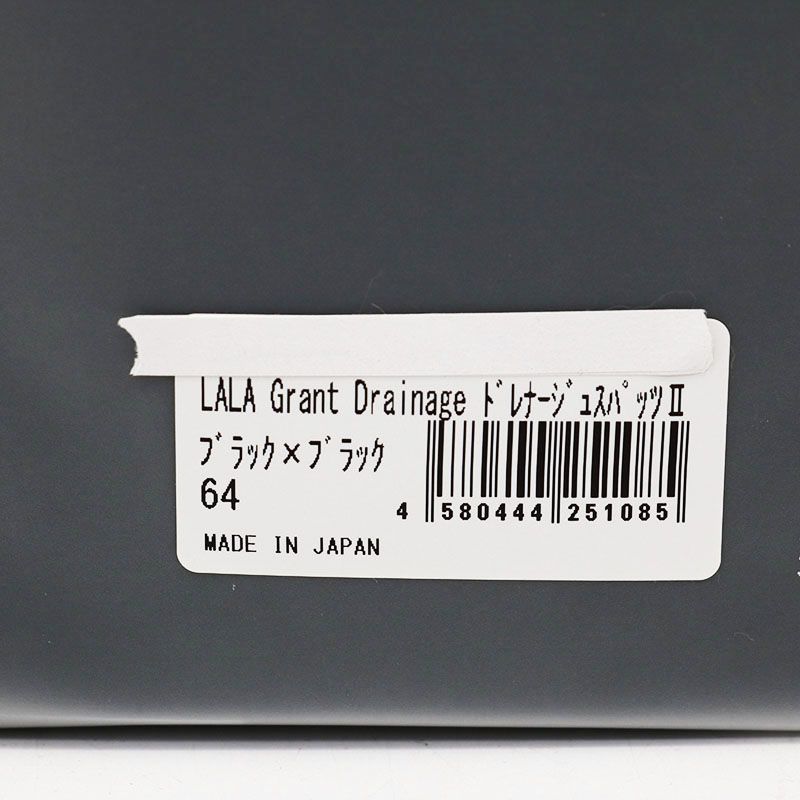 LALA Grant Drainage ﾄﾞﾚﾅｰｼﾞｭｽﾊﾟｯﾂⅡ
ﾌﾞﾗｯｸ×ﾌﾞﾗｯｸ
64
4 580444 251085
MADE IN JAPAN